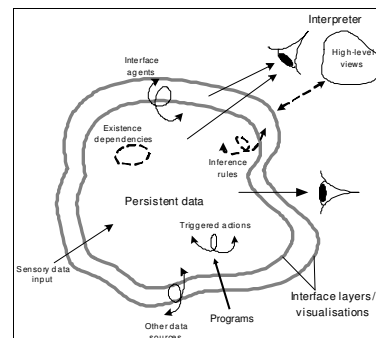 Interpreter
High-level
views
Interface
agents
Existence
dependencies
Inference
rules
Persistent data
Triggered actions
Sensory data
input
Interface layers/
visualisations
Programs
Other data
sources